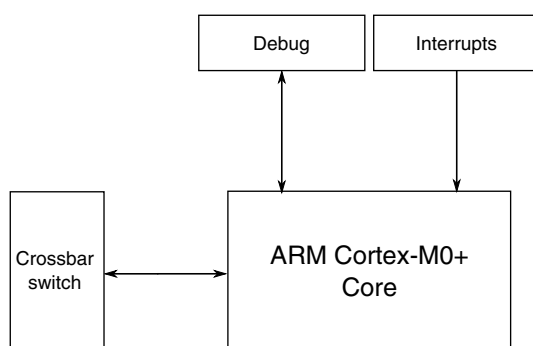 Debug
Interrupts
Crossbar
switch
ARM Cortex-M0+
Core